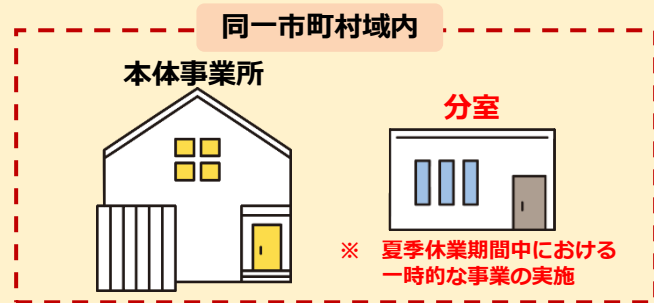 同一市町村域内
本体事業所
分室
※　夏季休業期間中における
一時的な事業の実施